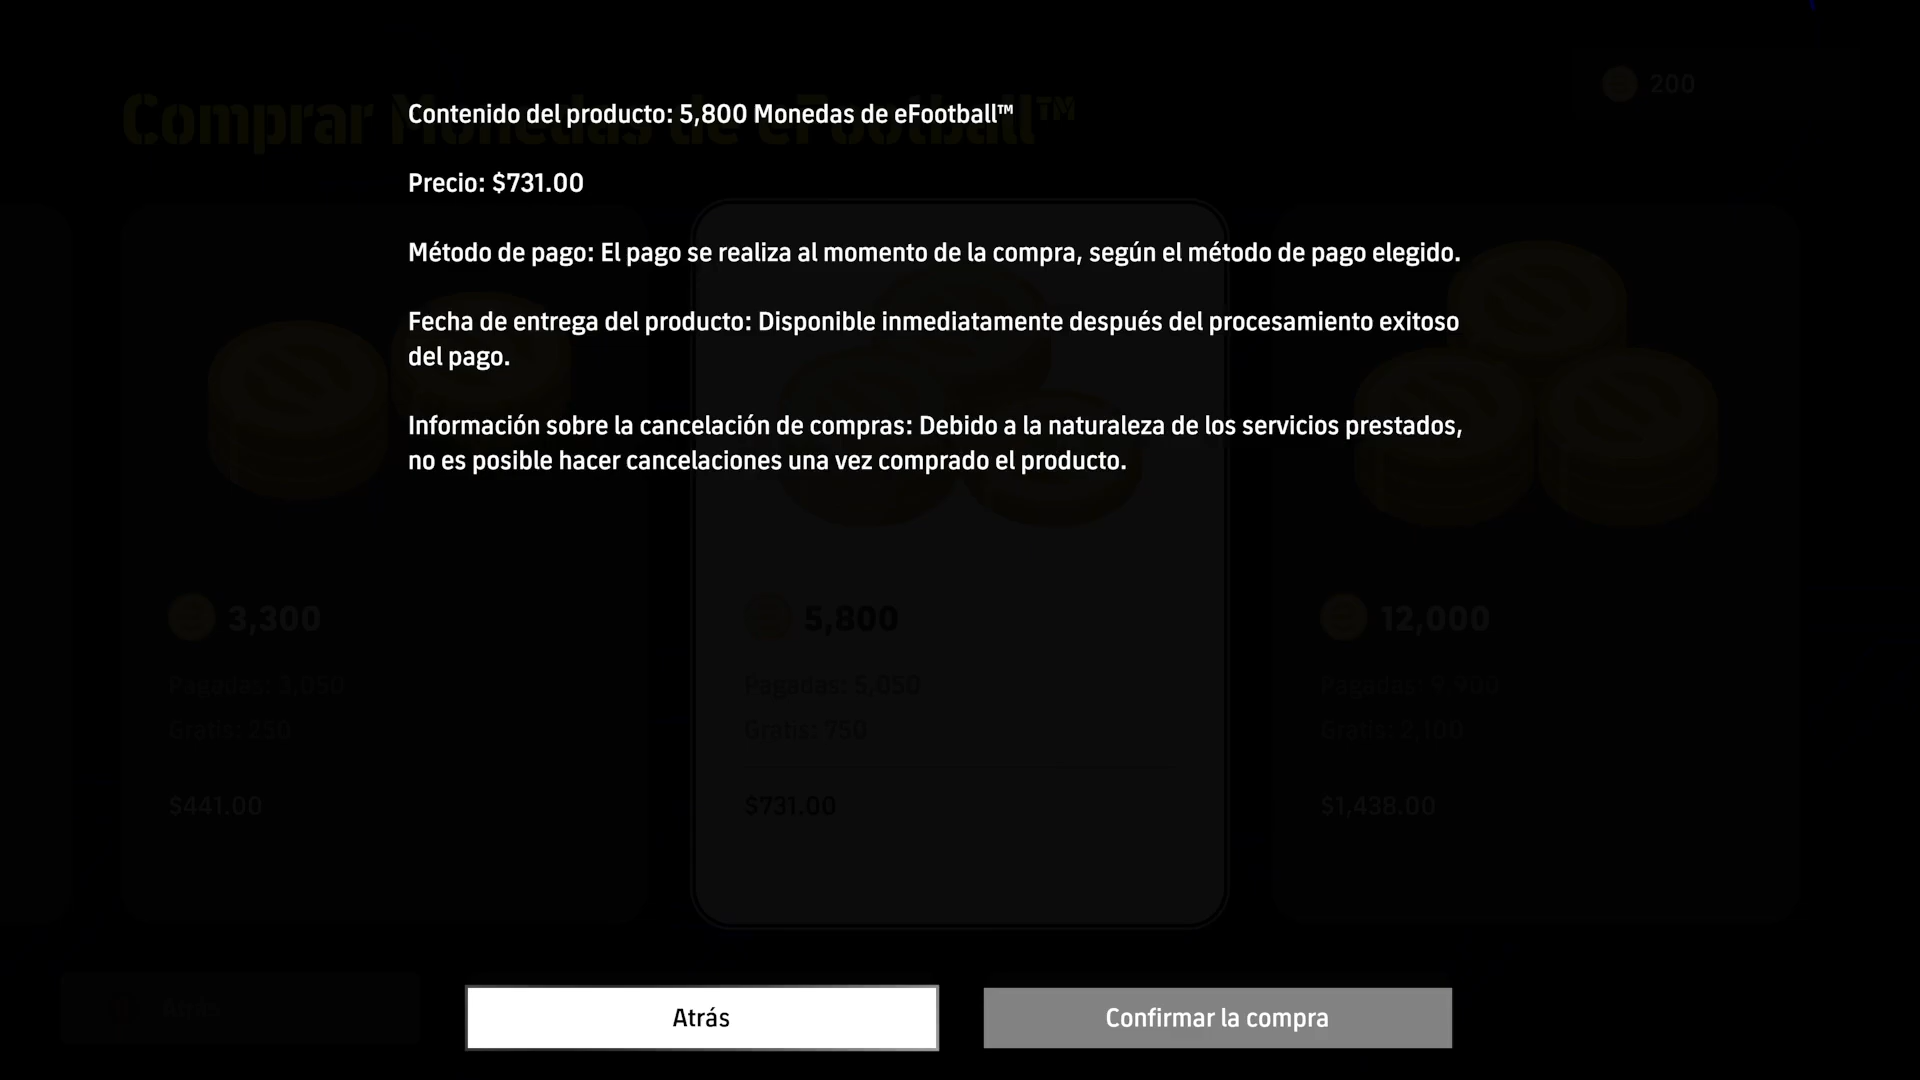 Comprar Monedas de eFootball™
200
Contenido del producto: 5,800 Monedas de eFootball™
Precio: $731.00
Método de pago: El pago se realiza al momento de la compra, según el método de pago elegido.
Fecha de entrega del producto: Disponible inmediatamente después del procesamiento exitoso
del pago.
Información sobre la cancelación de compras: Debido a la naturaleza de los servicios prestados,
no es posible hacer cancelaciones una vez comprado el producto.
3,300
Pagadas: 3,050
Gratis: 250
$441.00
5,800
Pagadas: 5,050
Gratis: 750
$731.00
12,000
Pagadas: 9,900
Gratis: 2,100
$1,438.00
Atrás
Atrás
Confirmar la compra